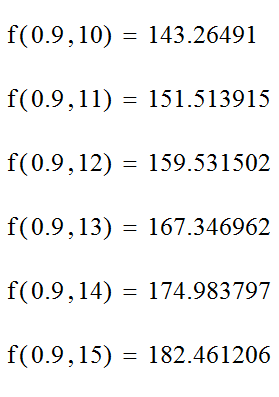 f(0.9,10) = 143.26491
f(0.9,11) = 151.513915
f(0.9,12) = 159.531502
f(0.9,13) = 167.346962
f(0.9,14) = 174.983797
f(0.9,15) = 182.461206